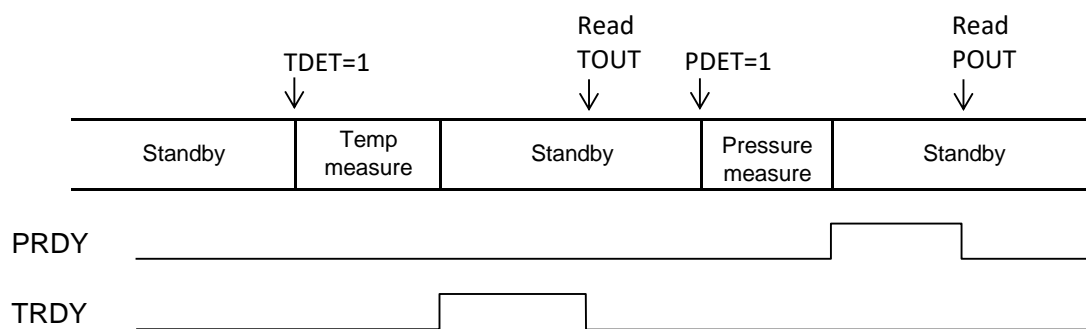 Read
TOUT
Read
POUT
TDET=1
PDET=1
Standby
Temp
measure
Standby
Pressure
measure
Standby
PRDY
TRDY